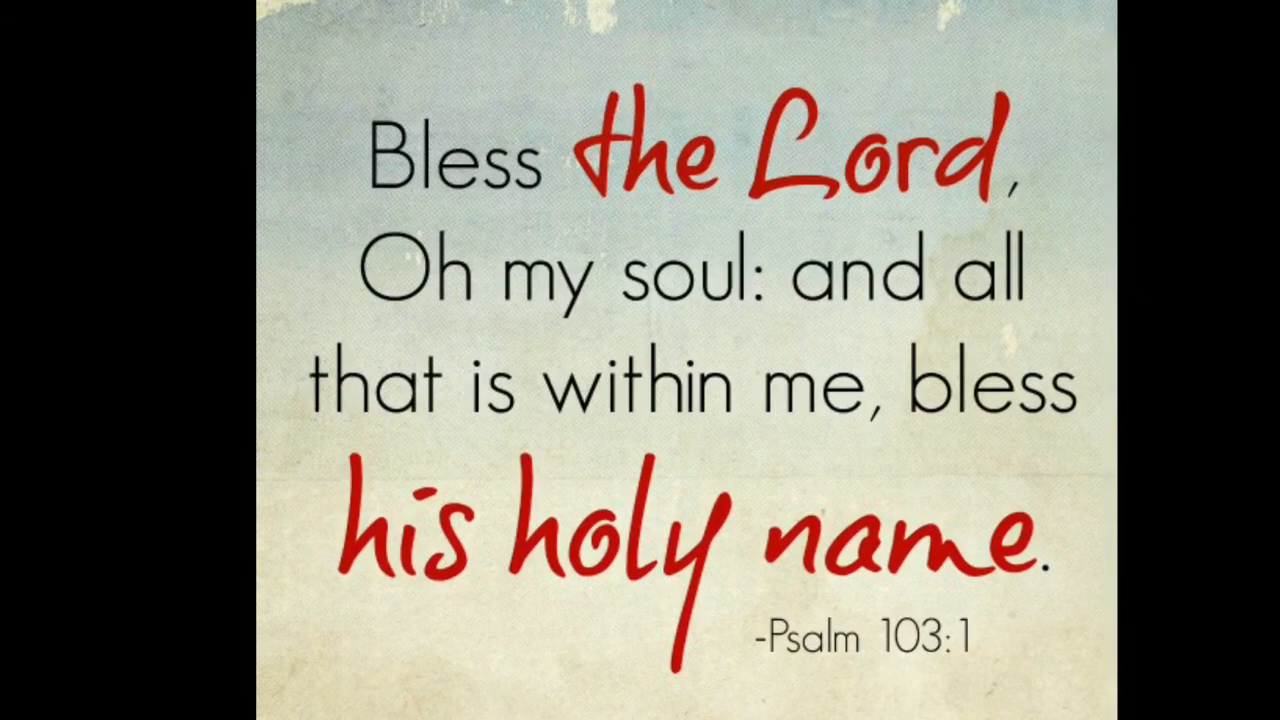 Bless the Lord,
Oh my soul: and all
that is within me, bless
his holy name.
-Psalm 103:1